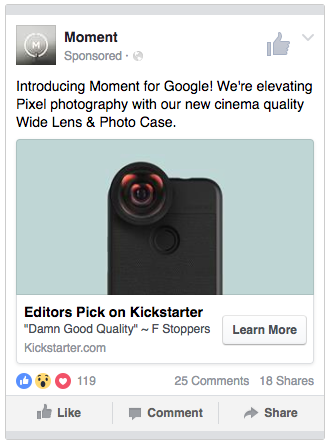 Moment
Sponsored ·
Introducing Moment for Google! We're elevating
Pixel photography with our new cinema quality
Wide Lens & Photo Case.
Editors Pick on Kickstarter
"Damn Good Quality" ~ F Stoppers
Learn More
Kickstarter.com
119
25 Comments 18 Shares
Like Comment Share